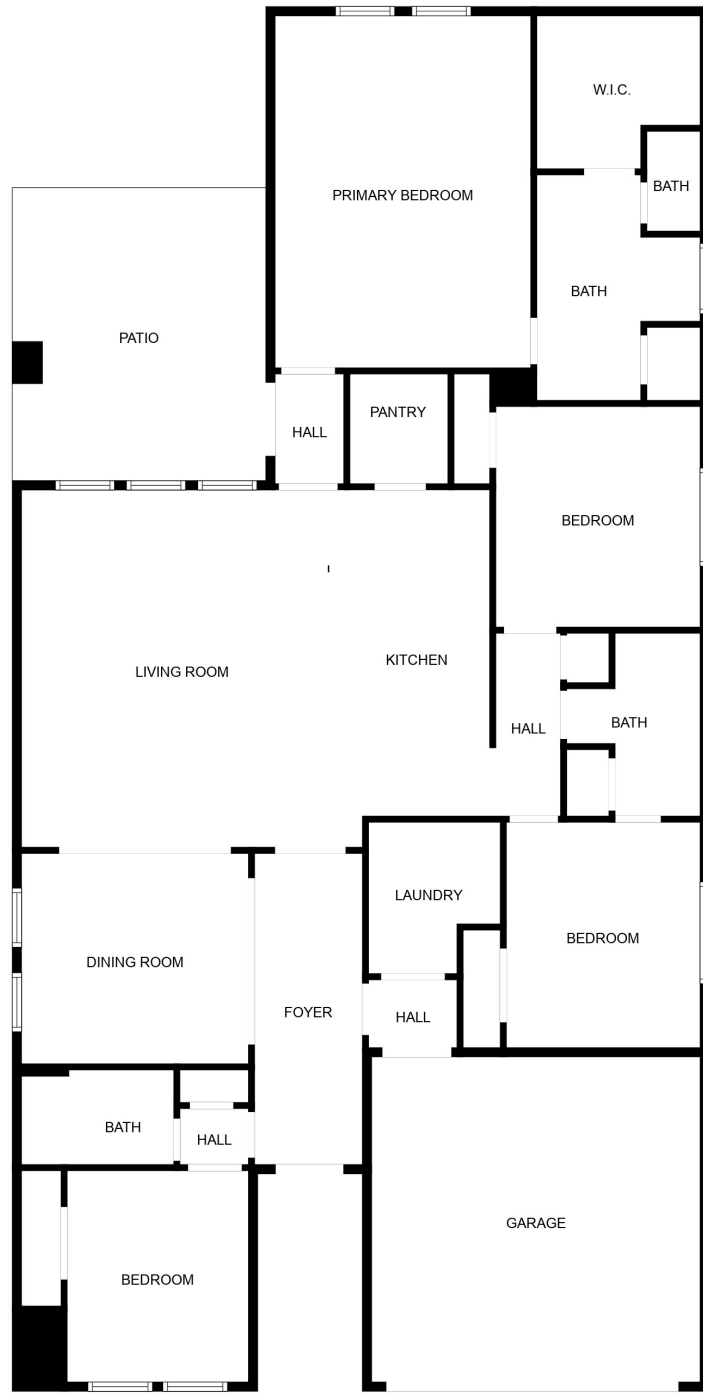 W.I.C.
BATH
PRIMARY BEDROOM
BATH
PATIO
PANTRY
HALL
BEDROOM
KITCHEN
LIVING ROOM
BATH
HALL
LAUNDRY
BEDROOM
DINING ROOM
FOYER
HALL
BATH
HALL
GARAGE
BEDROOM